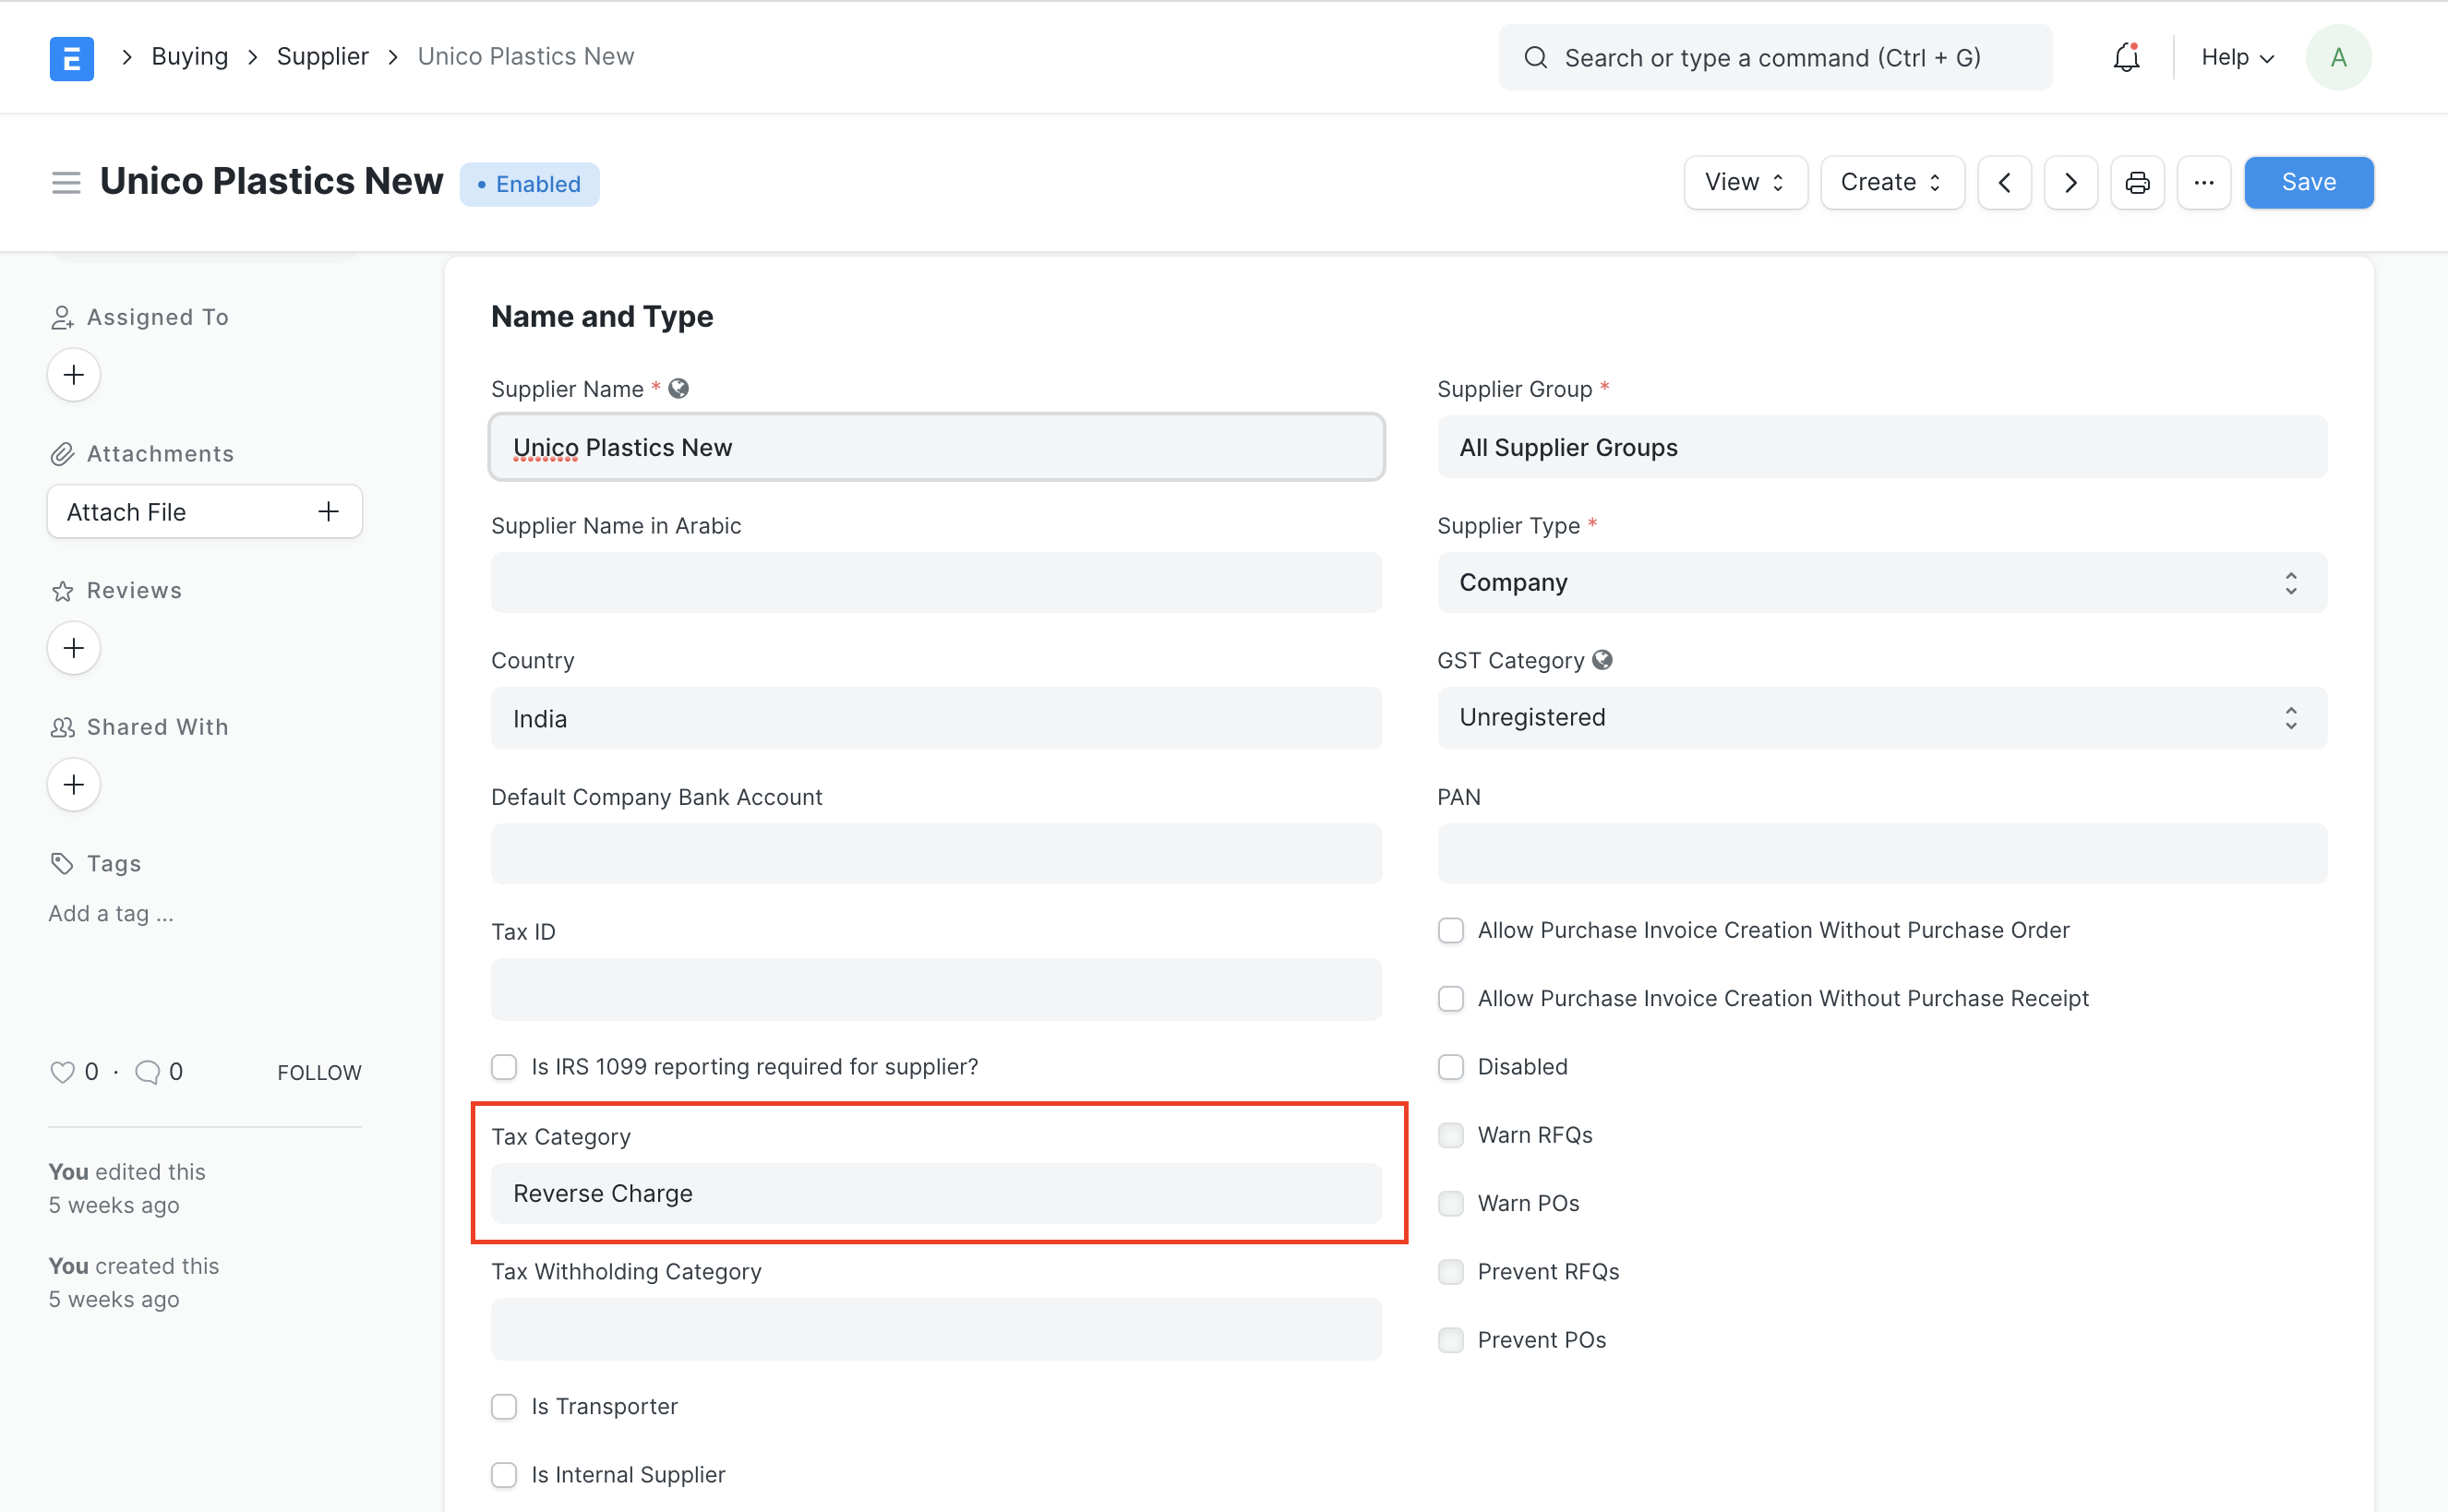 E > Buying > Supplier > Unico Plastics New
Search or type a command (Ctrl + G)
Help
A
Unico Plastics New
• Enabled
View
Create
...
Save
Assigned To
Attachments
Attach File
Reviews
Shared With
Tags
Add a tag ...
0 · 0 FOLLOW
You edited this
5 weeks ago
You created this
5 weeks ago
Name and Type
Supplier Name *
Unico Plastics New
Supplier Name in Arabic
Country
India
Default Company Bank Account
Tax ID
Is IRS 1099 reporting required for supplier?
Tax Category
Reverse Charge
Tax Withholding Category
Is Transporter
Is Internal Supplier
Supplier Group *
All Supplier Groups
Supplier Type *
Company
GST Category
Unregistered
PAN
Allow Purchase Invoice Creation Without Purchase Order
Allow Purchase Invoice Creation Without Purchase Receipt
Disabled
Warn RFQs
Warn POs
Prevent RFQs
Prevent POs